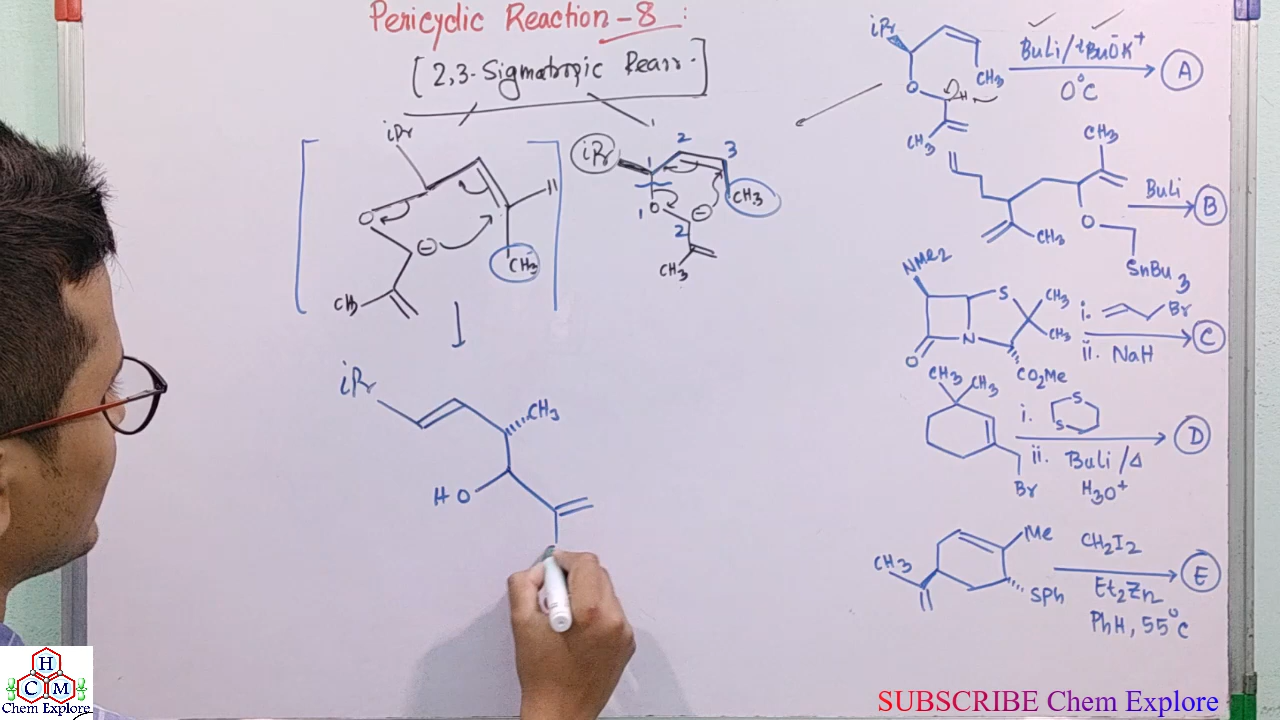 Pericyclic Reaction-8 :
[2,3-Sigmatropic Rearr.]
iPr
O
⊖
H
CH3
CH3
iPr
1
1
2
3
CH3
O
1
⊖
2
CH3
iPr
CH3
HO
iPr
CH3
O
H
CH3
BuLi/tBuŌK+
0°C
A
CH3
CH3
O
SnBu3
BuLi
B
NMe2
S
CH3
CH3
N
O
CO2Me
i. Br
ii. NaH
C
CH3
CH3
Br
i. S
S
ii. BuLi/Δ
H3O+
D
Me
CH3
SPh
CH2I2
Et2Zn
PhH, 55°C
E
H
C M
Chem Explore
SUBSCRIBE Chem Explore